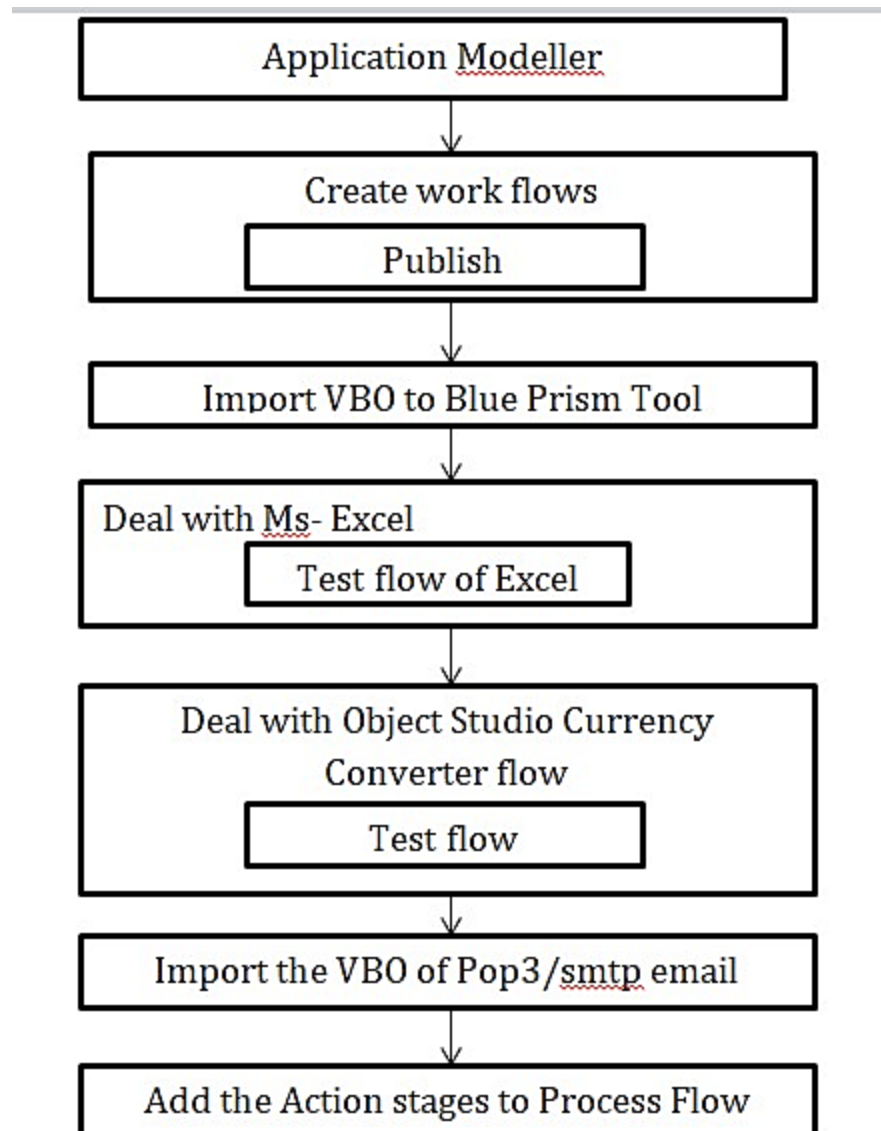 Application Modeller
Create work flows
Publish
Import VBO to Blue Prism Tool
Deal with Ms- Excel
Test flow of Excel
Deal with Object Studio Currency
Converter flow
Test flow
Import the VBO of Pop3/smtp email
Add the Action stages to Process Flow